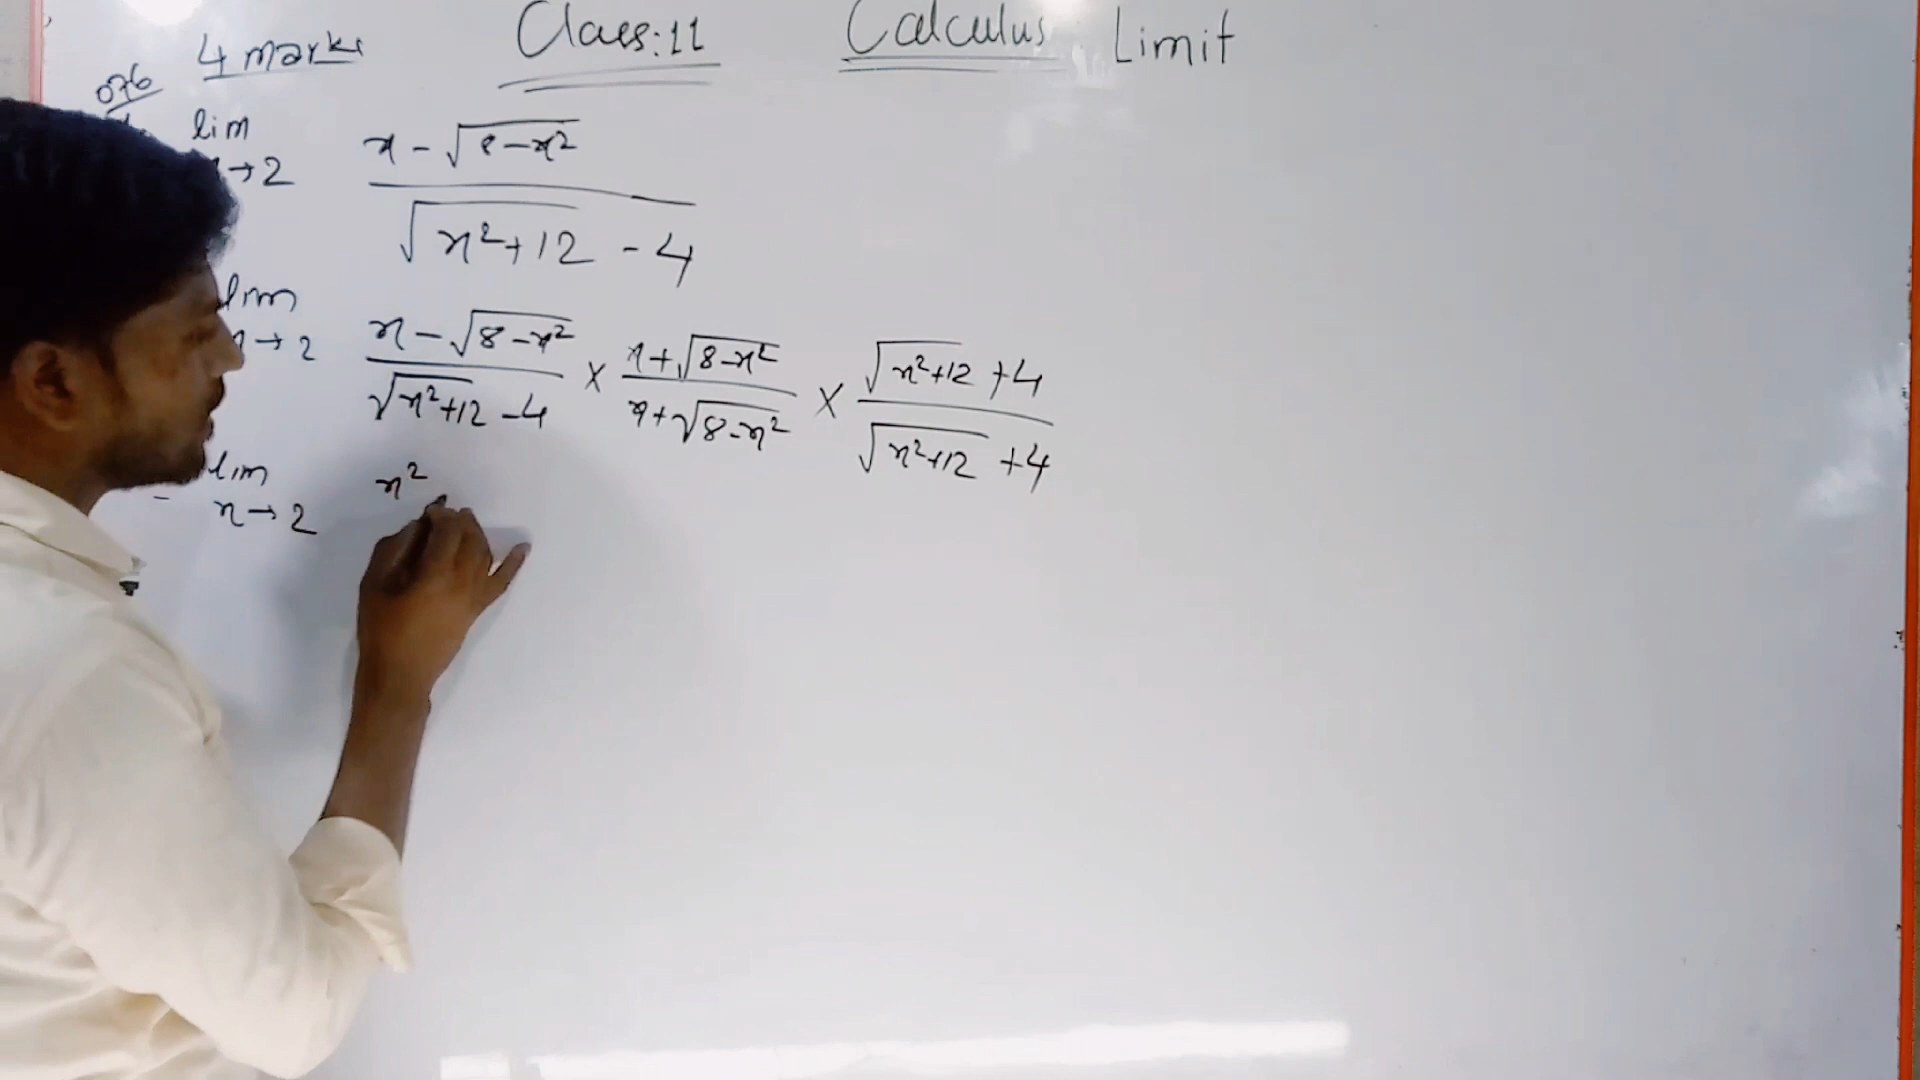 4 marks Class: 11 Calculus Limit
076
lim x→2 (x - √(8-x²)) / (√(x²+12) - 4)
lim x→2 (x - √(8-x²)) / (√(x²+12) - 4) × (x + √(8-x²)) / (x + √(8-x²)) × (√(x²+12) + 4) / (√(x²+12) + 4)
= lim x→2 x²